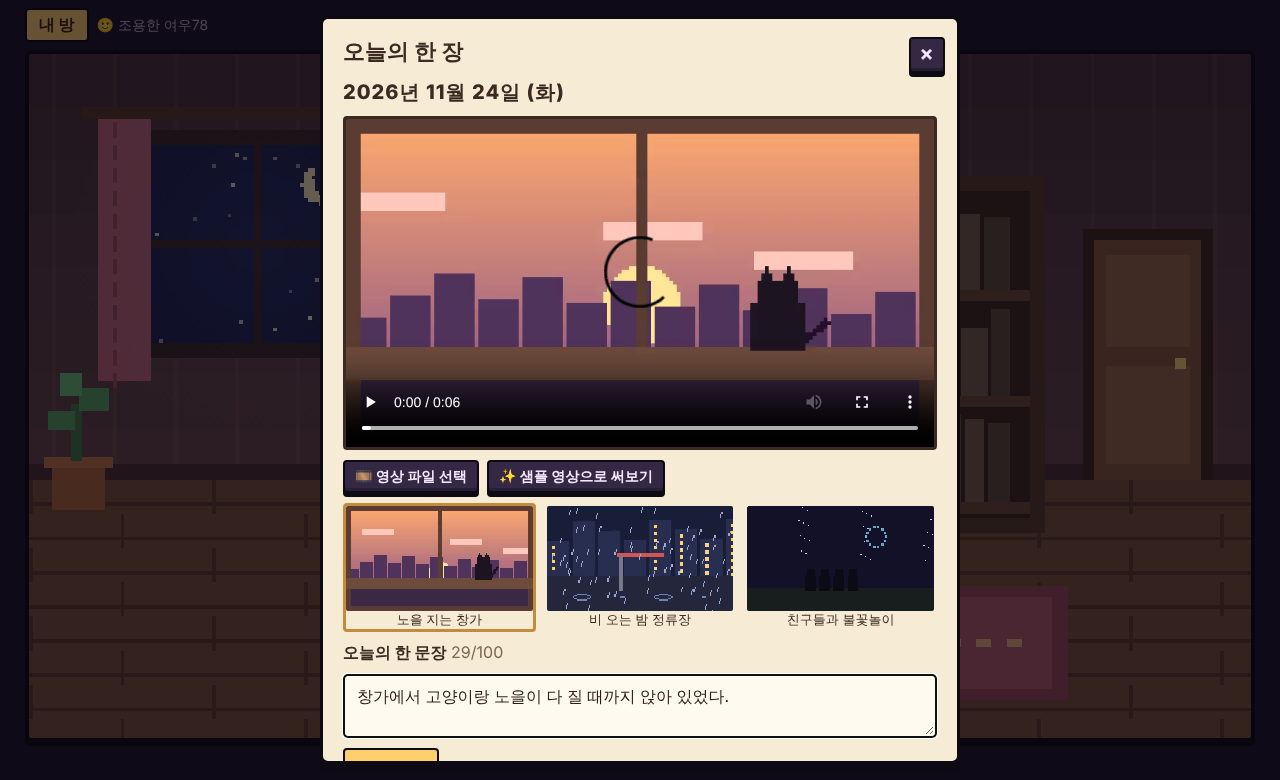 내 방
조용한 여우78
오늘의 한 장
×
2026년 11월 24일 (화)
0:00 / 0:06
영상 파일 선택
✨ 샘플 영상으로 써보기
노을 지는 창가
비 오는 밤 정류장
친구들과 불꽃놀이
오늘의 한 문장 29/100
창가에서 고양이랑 노을이 다 질 때까지 앉아 있었다.